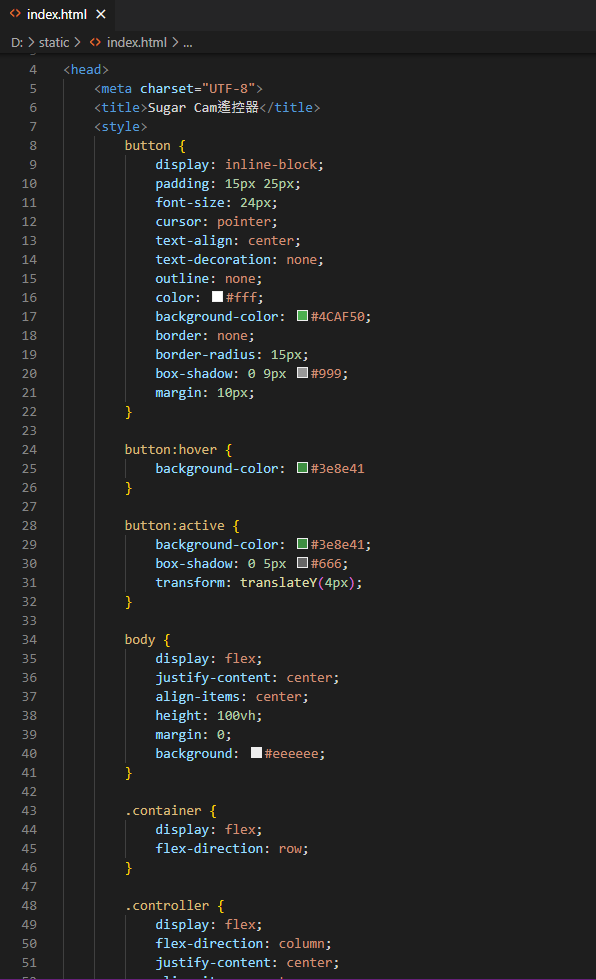 index.html
D: > static > index.html > ...
4 <head>
5 <meta charset="UTF-8">
6 <title>Sugar Cam遙控器</title>
7 <style>
8 button {
9 display: inline-block;
10 padding: 15px 25px;
11 font-size: 24px;
12 cursor: pointer;
13 text-align: center;
14 text-decoration: none;
15 outline: none;
16 color: #fff;
17 background-color: #4CAF50;
18 border: none;
19 border-radius: 15px;
20 box-shadow: 0 9px #999;
21 margin: 10px;
22 }
23
24 button:hover {
25 background-color: #3e8e41
26 }
27
28 button:active {
29 background-color: #3e8e41;
30 box-shadow: 0 5px #666;
31 transform: translateY(4px);
32 }
33
34 body {
35 display: flex;
36 justify-content: center;
37 align-items: center;
38 height: 100vh;
39 margin: 0;
40 background: #eeeeee;
41 }
42
43 .container {
44 display: flex;
45 flex-direction: row;
46 }
47
48 .controller {
49 display: flex;
50 flex-direction: column;
51 justify-content: center;